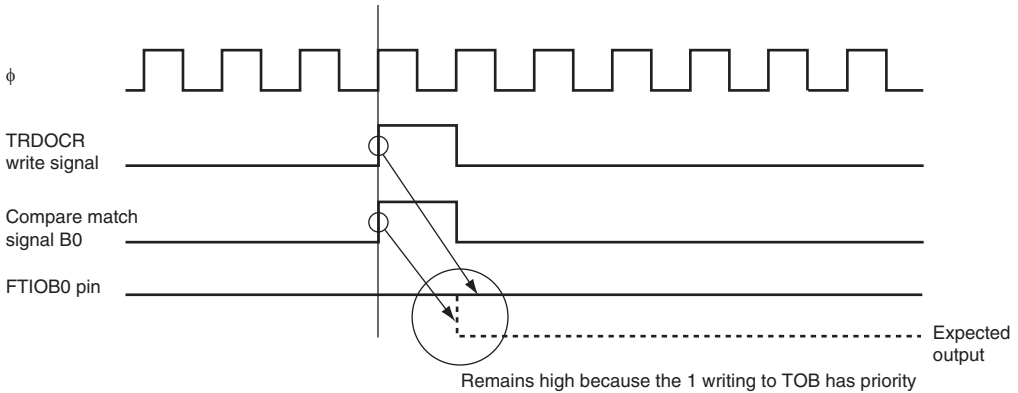 ϕ
TRDOCR
write signal
Compare match
signal B0
FTIOB0 pin
Expected
output
Remains high because the 1 writing to TOB has priority